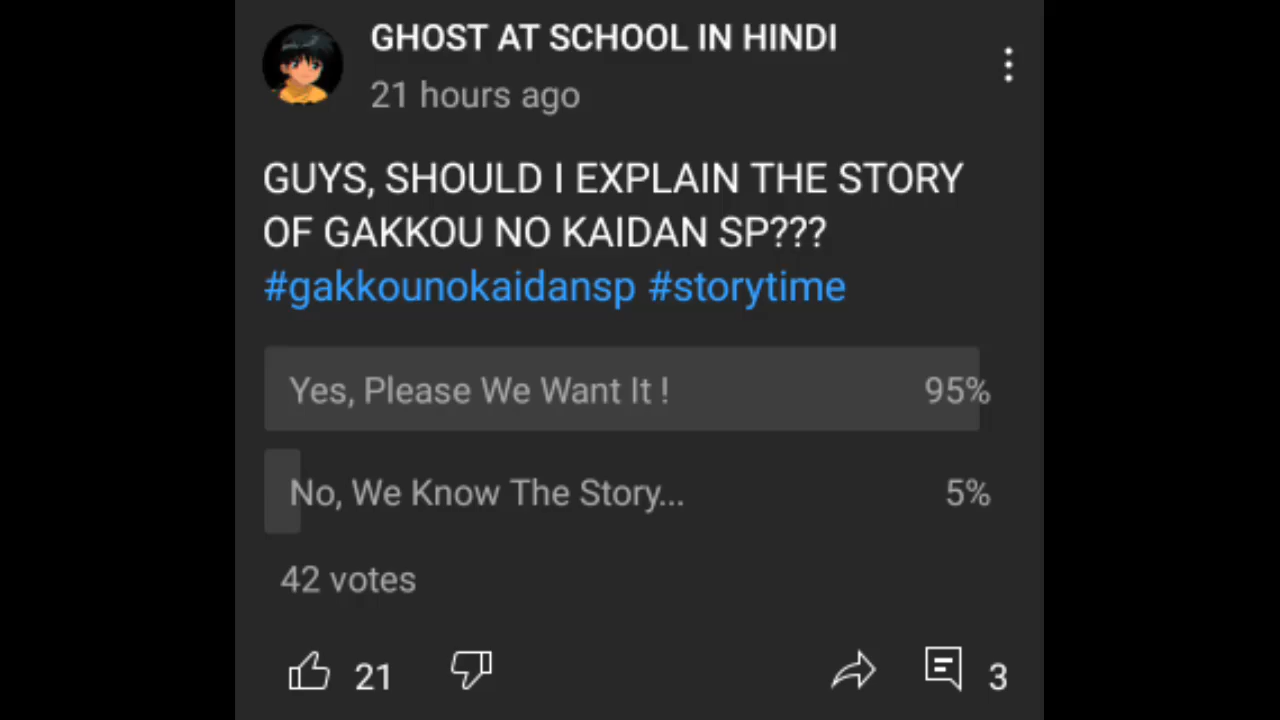 GHOST AT SCHOOL IN HINDI
21 hours ago
GUYS, SHOULD I EXPLAIN THE STORY
OF GAKKOU NO KAIDAN SP???
#gakkounokaidansp #storytime
Yes, Please We Want It ! 95%
No, We Know The Story... 5%
42 votes
21 3